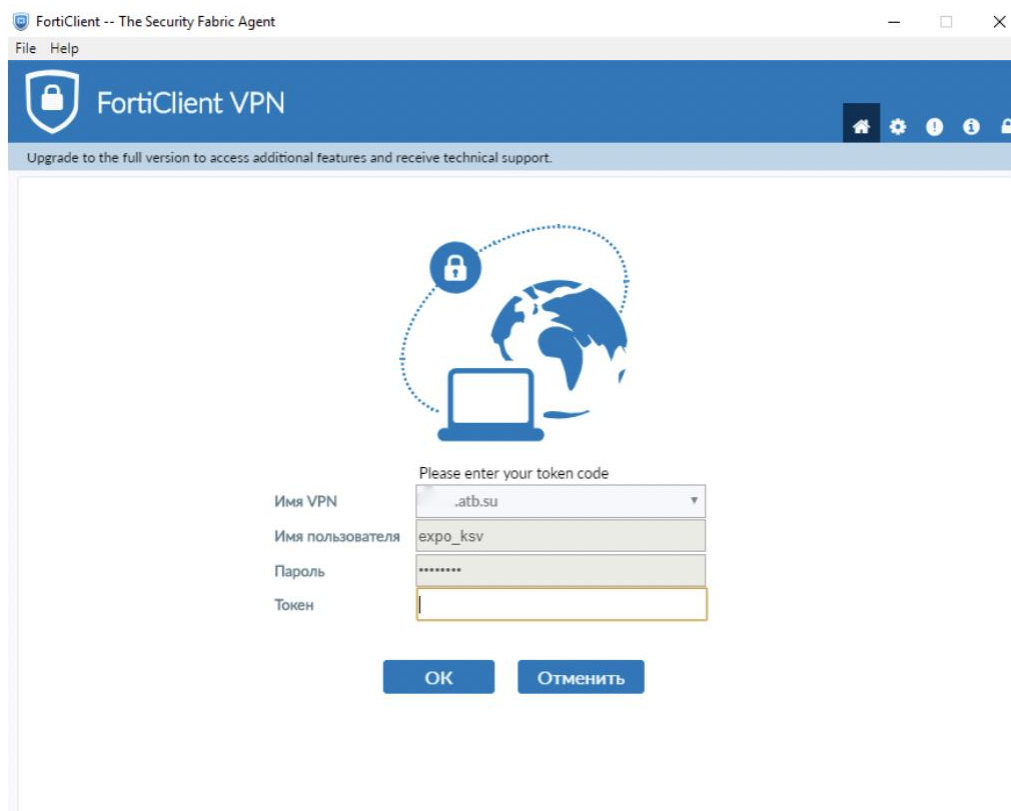 FortiClient -- The Security Fabric Agent
File Help
FortiClient VPN
Upgrade to the full version to access additional features and receive technical support.
Please enter your token code
Имя VPN .atb.su
Имя пользователя expo_ksv
Пароль ••••••••
Токен
OK Отменить